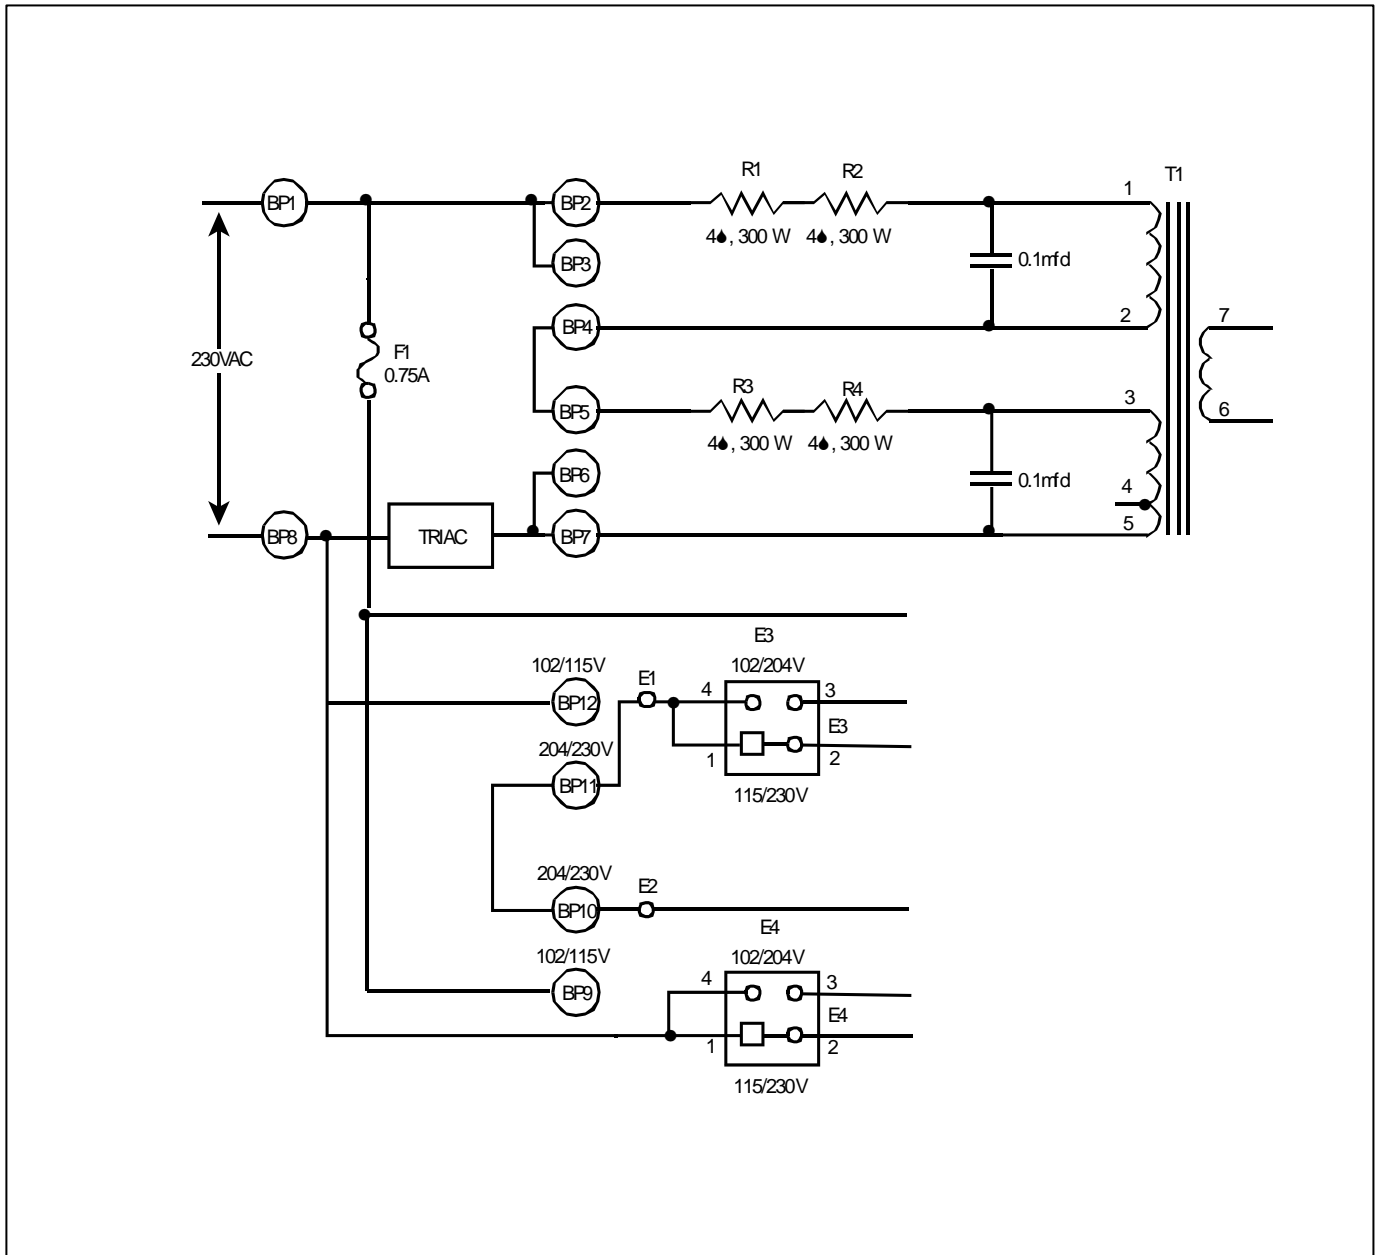 R1 R2 T1
BP1 BP2 1
4, 300 W 4, 300 W
BP3 0.1mfd
BP4 2 7
230VAC F1
0.75A
R3 R4
BP5 3 6
4, 300 W 4, 300 W
BP6 0.1mfd
4
BP8 TRIAC BP7 5
E3
102/115V 102/204V
E1 4 3
BP12
E3
204/230V 1 2
BP11 115/230V
204/230V E2
BP10
E4
102/115V 102/204V
4 3
BP9
E4
1 2
115/230V